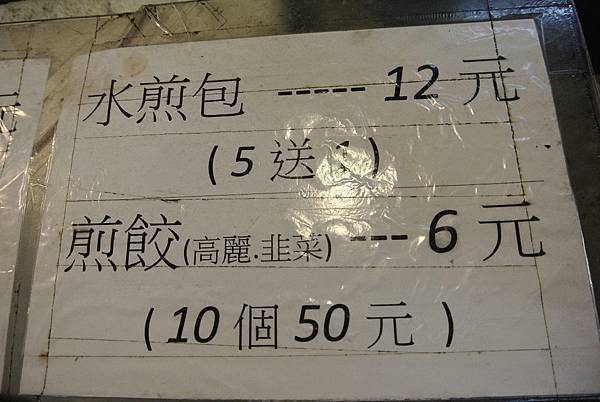 水煎包 ----- 12 元
( 5 送 1 )
煎餃(高麗.韭菜) --- 6 元
( 10 個 50 元 )
元